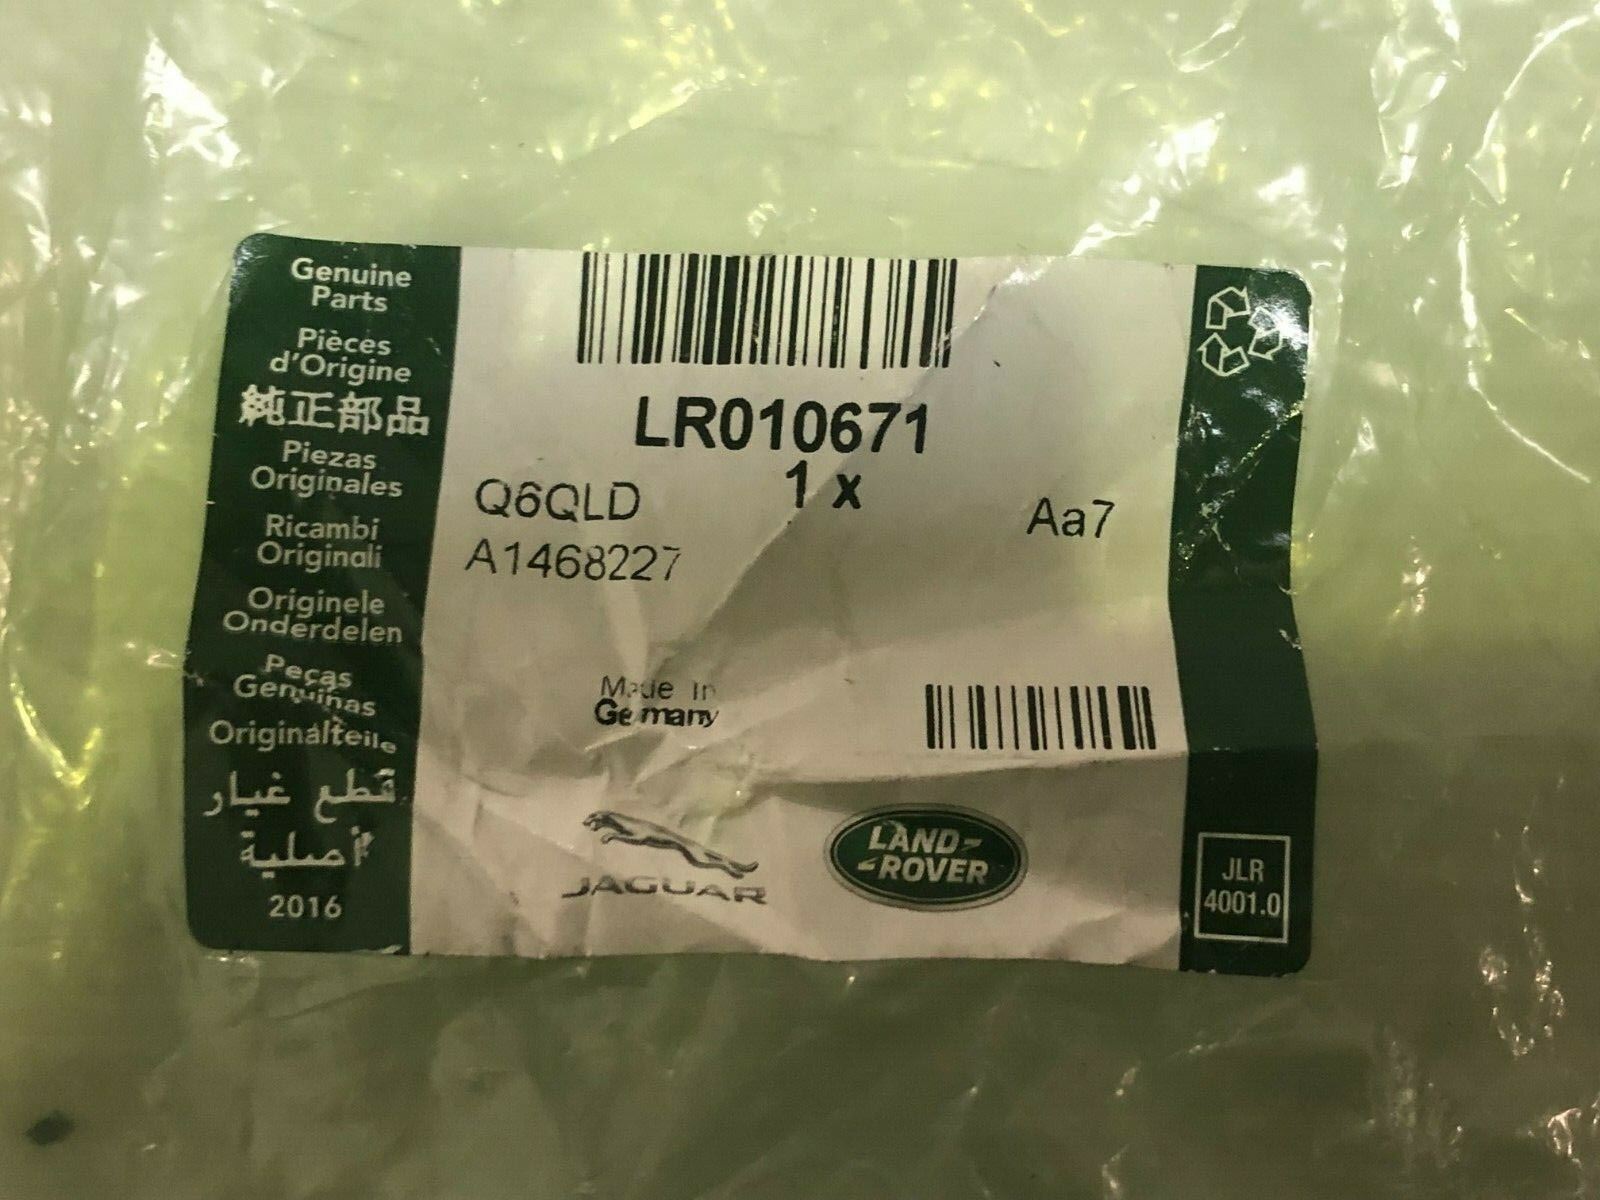 Genuine
Parts
Pièces
d'Origine
純正部品
Piezas
Originales
Ricambi
Originali
Originele
Onderdelen
Peças
Genuinas
Originalteile
قطع غيار
أصلية
2016
LR010671
1 x
Q6QLD
Aa7
A1468227
Made In
Germany
JAGUAR
LAND-
-ROVER
JLR
4001.0